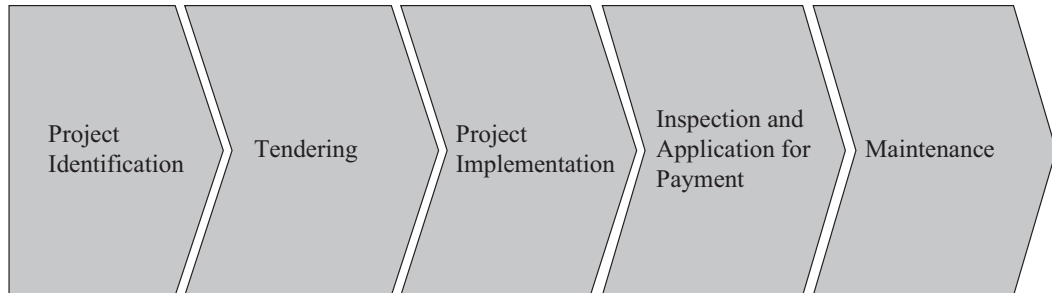 Project
Identification
Tendering
Project
Implementation
Inspection and
Application for
Payment
Maintenance